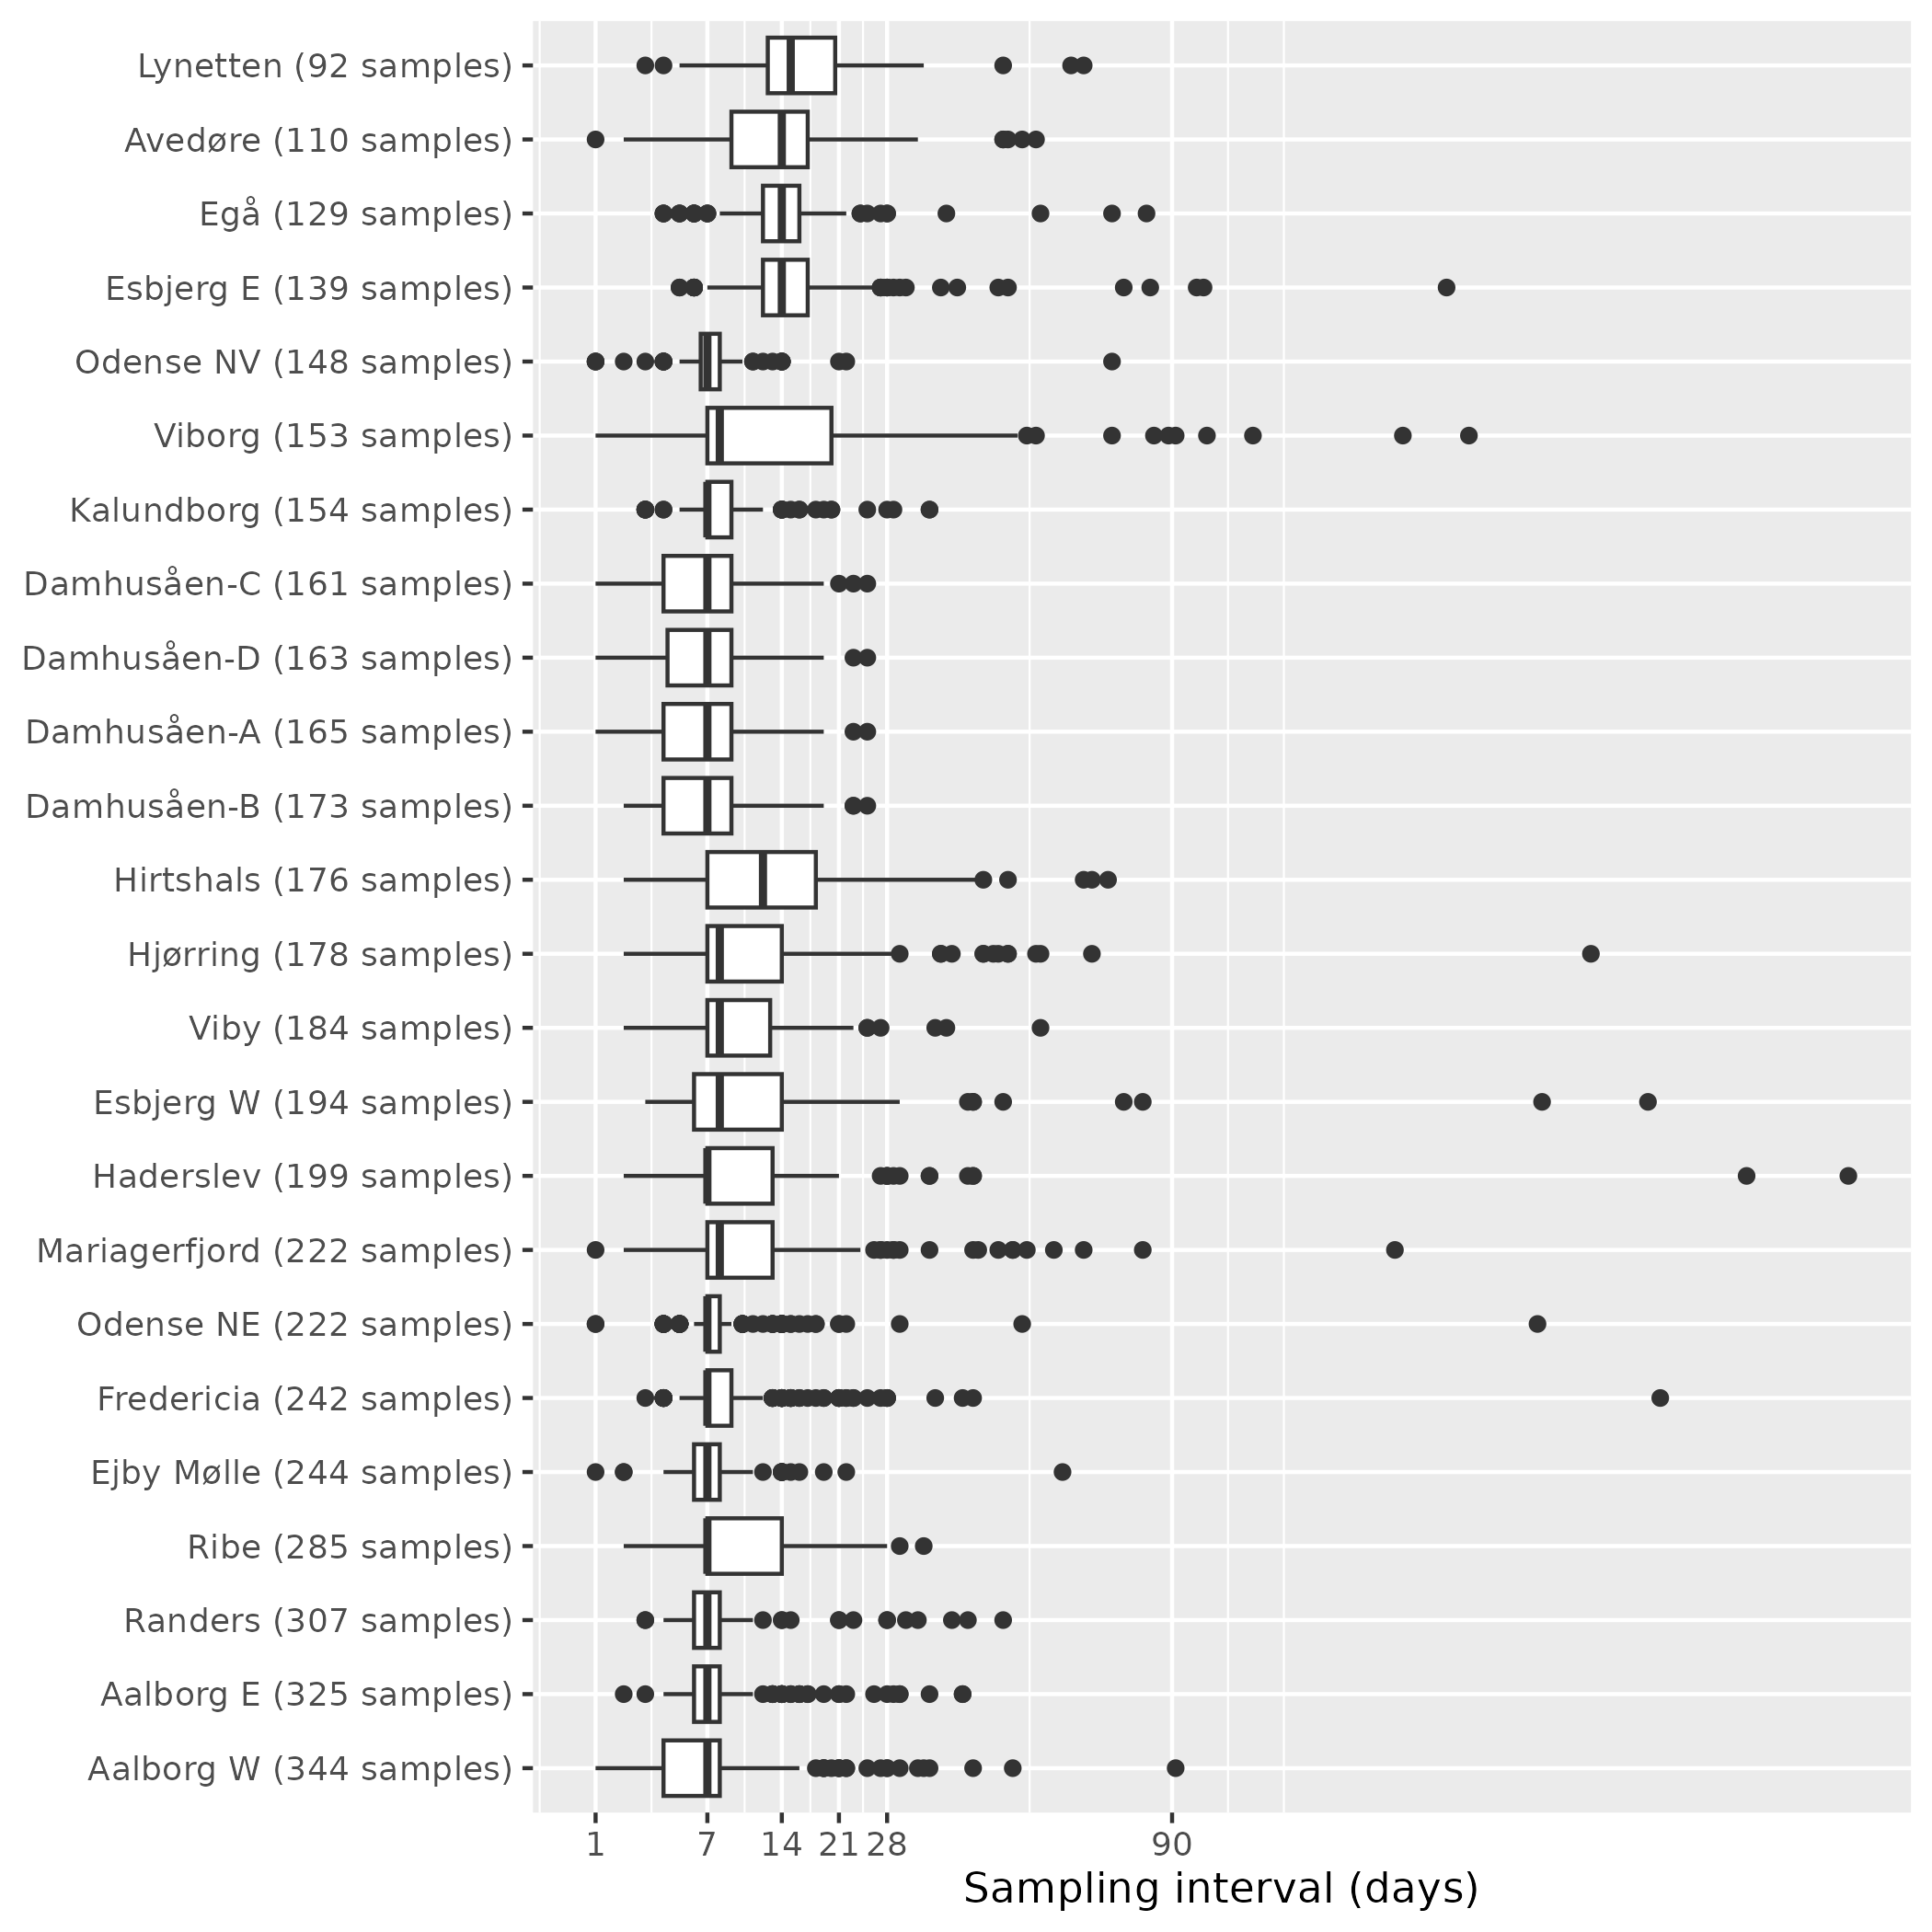 Lynetten (92 samples)
Avedøre (110 samples)
Egå (129 samples)
Esbjerg E (139 samples)
Odense NV (148 samples)
Viborg (153 samples)
Kalundborg (154 samples)
Damhusåen-C (161 samples)
Damhusåen-D (163 samples)
Damhusåen-A (165 samples)
Damhusåen-B (173 samples)
Hirtshals (176 samples)
Hjørring (178 samples)
Viby (184 samples)
Esbjerg W (194 samples)
Haderslev (199 samples)
Mariagerfjord (222 samples)
Odense NE (222 samples)
Fredericia (242 samples)
Ejby Mølle (244 samples)
Ribe (285 samples)
Randers (307 samples)
Aalborg E (325 samples)
Aalborg W (344 samples)
1 7 14 21 28 90
Sampling interval (days)